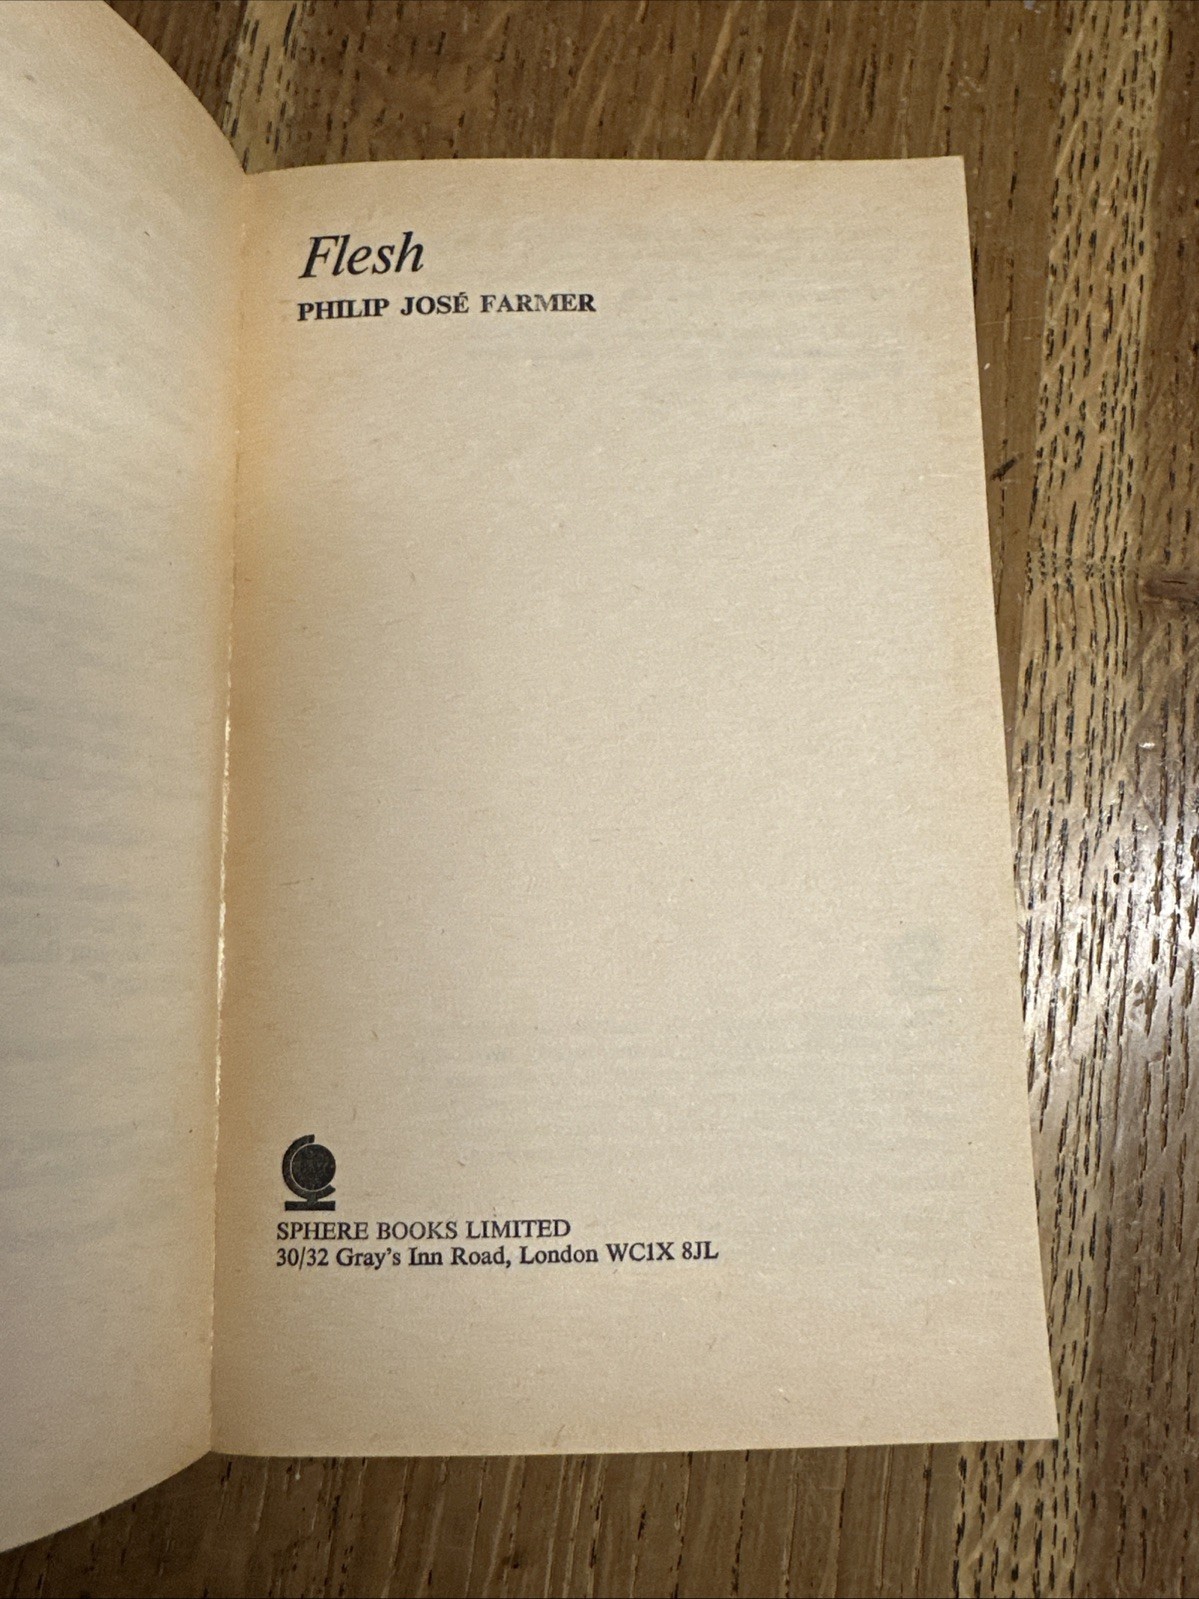 Flesh
PHILIP JOSÉ FARMER
SPHERE BOOKS LIMITED
30/32 Gray's Inn Road, London WC1X 8JL